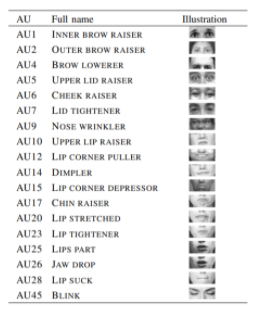 AU Full name Illustration
AU1 INNER BROW RAISER
AU2 OUTER BROW RAISER
AU4 BROW LOWERER
AU5 UPPER LID RAISER
AU6 CHEEK RAISER
AU7 LID TIGHTENER
AU9 NOSE WRINKLER
AU10 UPPER LIP RAISER
AU12 LIP CORNER PULLER
AU14 DIMPLER
AU15 LIP CORNER DEPRESSOR
AU17 CHIN RAISER
AU20 LIP STRETCHED
AU23 LIP TIGHTENER
AU25 LIPS PART
AU26 JAW DROP
AU28 LIP SUCK
AU45 BLINK